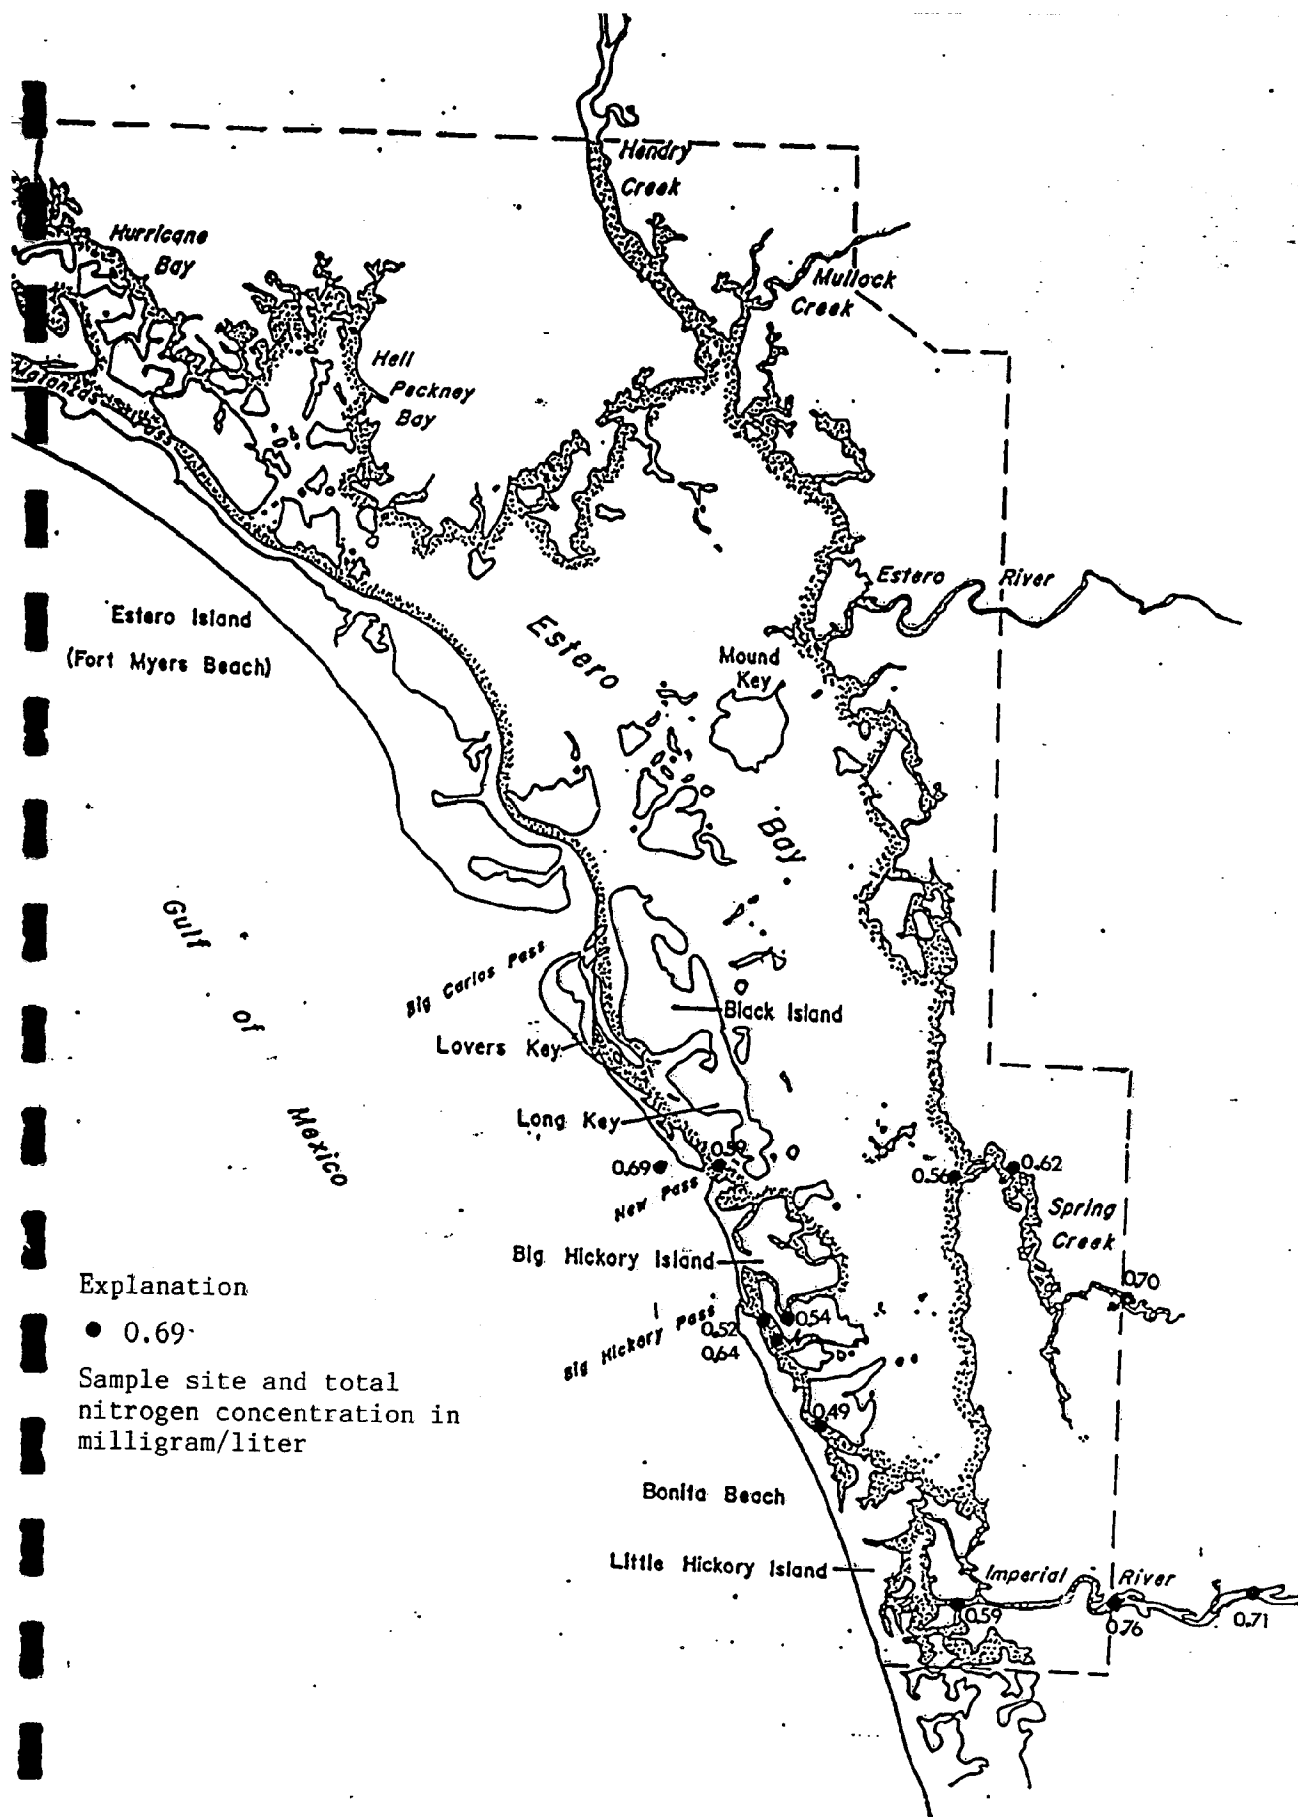 Hendry
Creek
Hurricane
Bay
Mullock
Creek
Hell
Peckney
Bay
Matanzas Pass
Estero River
Estero Island
(Fort Myers Beach)
Estero
Bay
Mound
Key
Gulf
of
Mexico
Big Carlos Pass
Black Island
Lovers Key
Long Key
0.59
0.69
0.56
0.62
New Pass
Spring
Creek
Big Hickory Island
0.70
Big Hickory Pass
0.54
0.52
0.64
Explanation
0.69
Sample site and total
nitrogen concentration in
milligram/liter
0.49
Bonita Beach
Little Hickory Island
Imperial River
0.59
0.76
0.71